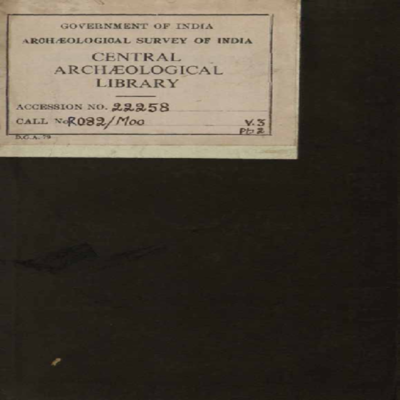 GOVERNMENT OF INDIA
ARCHÆOLOGICAL SURVEY OF INDIA
CENTRAL
ARCHÆOLOGICAL
LIBRARY
ACCESSION NO. 22258
CALL No. R082/Moo V.3
Pt.2
D.G.A. 79.